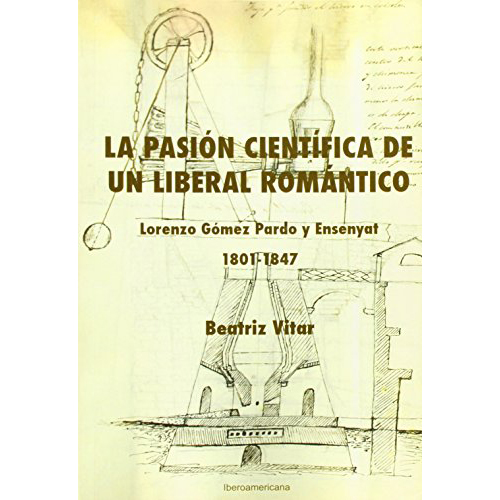 LA PASIÓN CIENTÍFICA DE
UN LIBERAL ROMÁNTICO
Lorenzo Gómez Pardo y Ensenyat
1801-1847
Beatriz Vitar
Iberoamericana